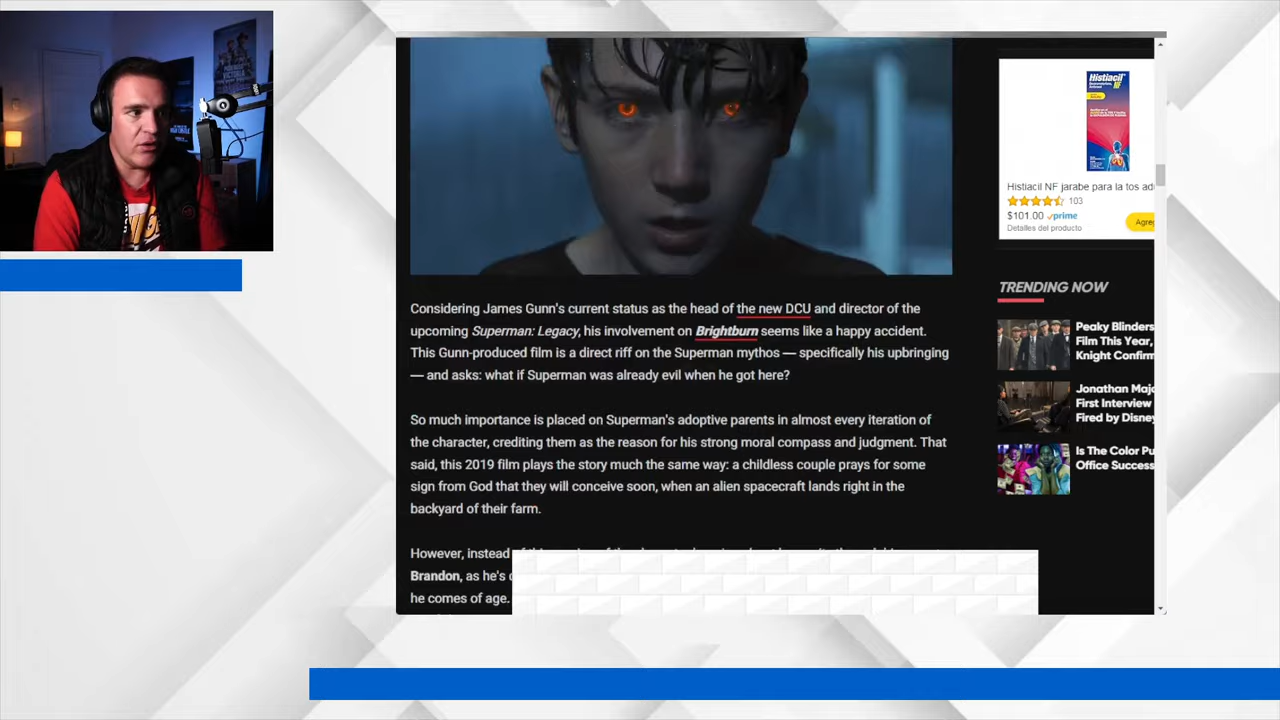 Considering James Gunn's current status as the head of the new DCU and director of the
upcoming Superman: Legacy, his involvement on Brightburn seems like a happy accident.
This Gunn-produced film is a direct riff on the Superman mythos — specifically his upbringing
— and asks: what if Superman was already evil when he got here?
So much importance is placed on Superman's adoptive parents in almost every iteration of
the character, crediting them as the reason for his strong moral compass and judgment. That
said, this 2019 film plays the story much the same way: a childless couple prays for some
sign from God that they will conceive soon, when an alien spacecraft lands right in the
backyard of their farm.
However, instead
Brandon, as he's
he comes of age.
Histiacil
NF
Histiacil NF jarabe para la tos
103
$101.00 prime
Detalles del producto
TRENDING NOW
Peaky Blinders
Film This Year,
Knight
Jonathan
First Interview
Fired by
Is The Color
Office